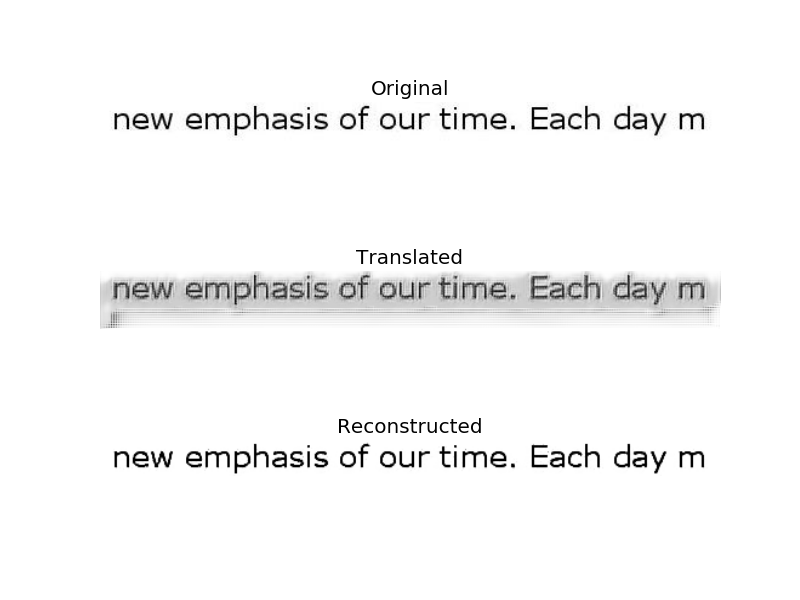 Original
new emphasis of our time. Each day m
Translated
new emphasis of our time. Each day m
Reconstructed
new emphasis of our time. Each day m